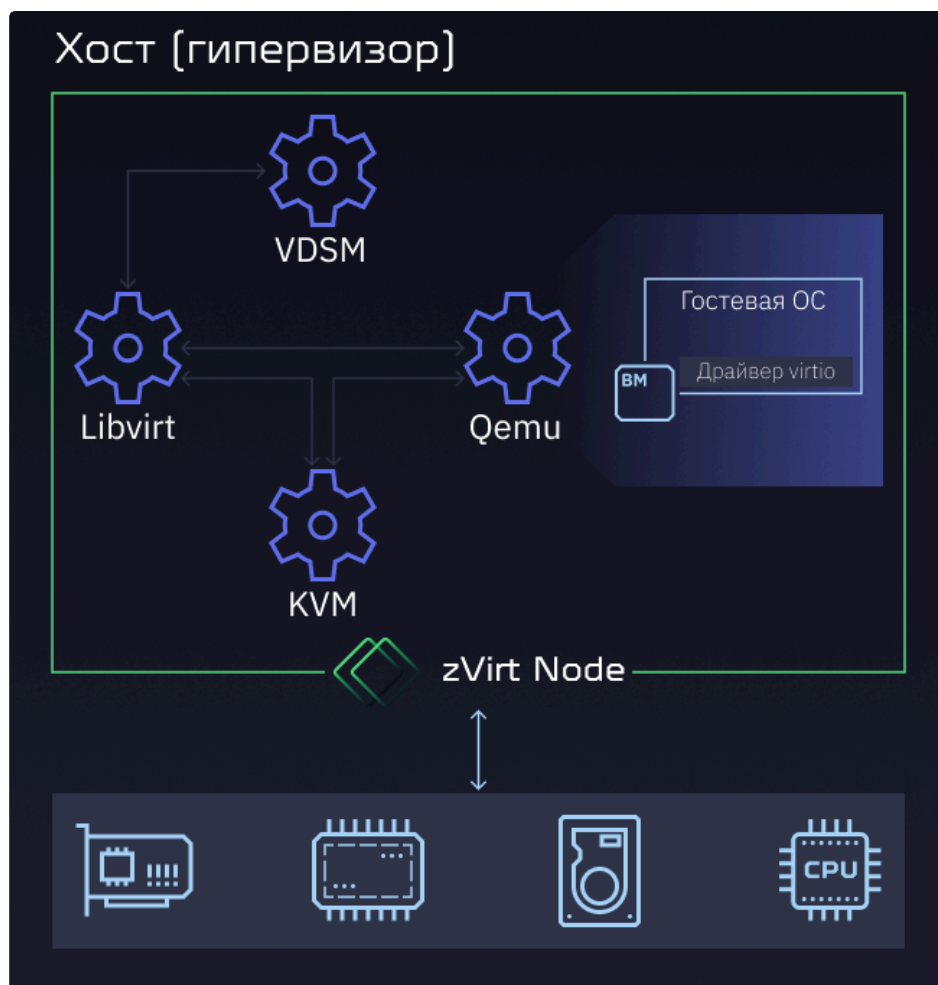 Хост (гипервизор)
VDSM
Гостевая ОС
Драйвер virtio
ВМ
Libvirt
Qemu
KVM
zVirt Node
CPU